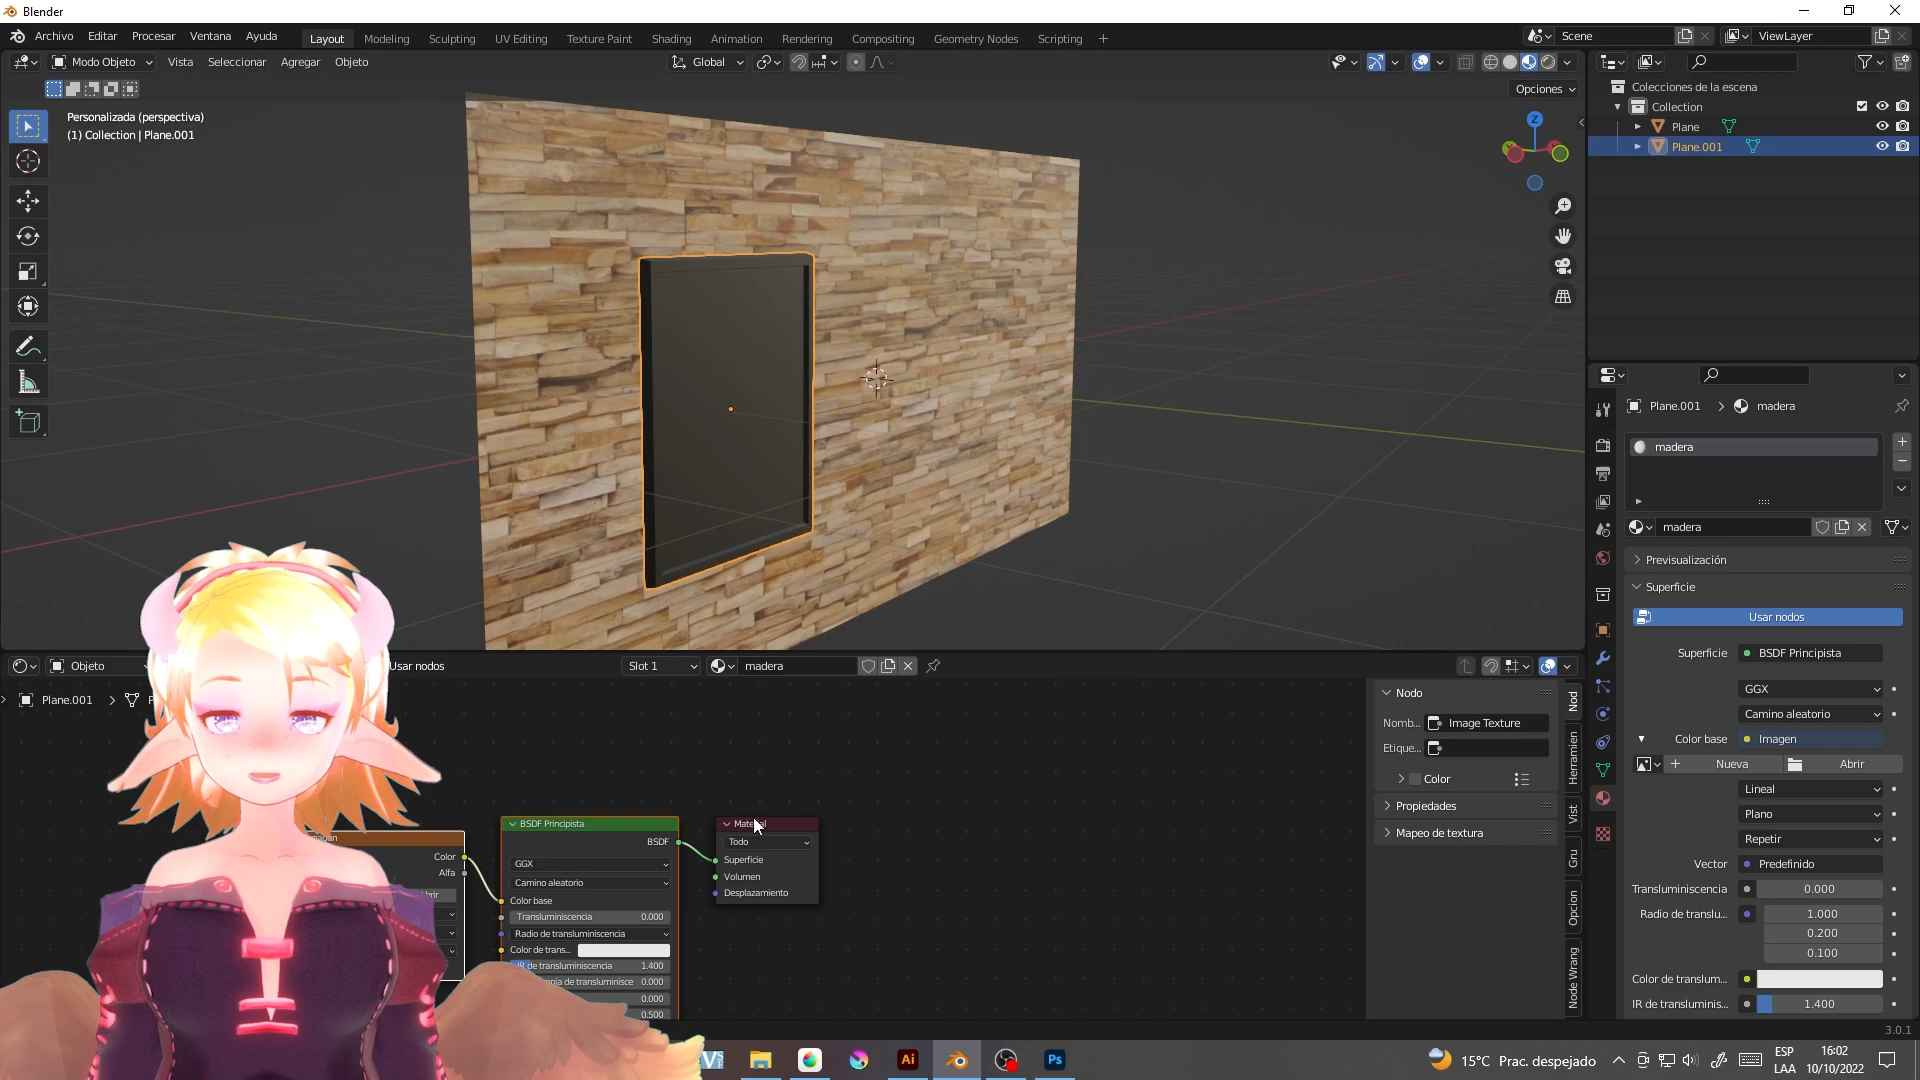 Blender
Archivo Editar Procesar Ventana Ayuda Layout Modeling Sculpting UV Editing Texture Paint Shading Animation Rendering Compositing Geometry Nodes Scripting + Scene ViewLayer
Modo Objeto Vista Seleccionar Agregar Objeto Global
Opciones
Personalizada (perspectiva)
(1) Collection | Plane.001
Z
Colecciones de la escena
Collection
Plane
Plane.001
Plane.001 > madera
madera
madera
Previsualización
Superficie
Usar nodos
Superficie BSDF Principista
GGX
Camino aleatorio
Color base Imagen
Nueva Abrir
Lineal
Plano
Repetir
Vector Predefinido
Transluminiscencia 0.000
Radio de translu... 1.000
0.200
0.100
Color de translum...
IR de transluminis... 1.400
Objeto Usar nodos Slot 1 madera
Plane.001
Nodo
Nomb... Image Texture
Etique...
Color
Propiedades
Mapeo de textura
Nod
Herramien
Vist
Gru
Opcion
Node Wrang
Color
Alfa
BSDF Principista
BSDF
GGX
Camino aleatorio
Color base
Transluminiscencia 0.000
Radio de transluminiscencia
Color de trans...
IR de transluminiscencia 1.400
de transluminisce 0.000
0.000
0.500
Todo
Superficie
Volumen
Desplazamiento
3.0.1
Ai Ps
15°C Prac. despejado
ESP
LAA
16:02
10/10/2022